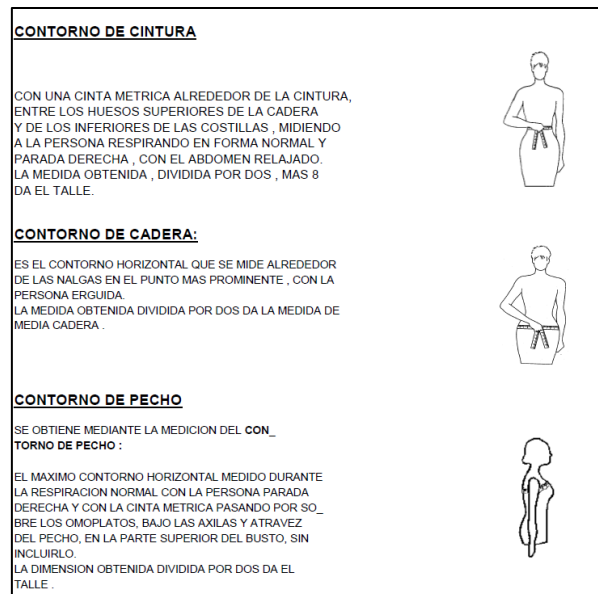 CONTORNO DE CINTURA
CON UNA CINTA METRICA ALREDEDOR DE LA CINTURA,
ENTRE LOS HUESOS SUPERIORES DE LA CADERA
Y DE LOS INFERIORES DE LAS COSTILLAS , MIDIENDO
A LA PERSONA RESPIRANDO EN FORMA NORMAL Y
PARADA DERECHA , CON EL ABDOMEN RELAJADO.
LA MEDIDA OBTENIDA , DIVIDIDA POR DOS , MAS 8
DA EL TALLE.
CONTORNO DE CADERA:
ES EL CONTORNO HORIZONTAL QUE SE MIDE ALREDEDOR
DE LAS NALGAS EN EL PUNTO MAS PROMINENTE , CON LA
PERSONA ERGUIDA.
LA MEDIDA OBTENIDA DIVIDIDA POR DOS DA LA MEDIDA DE
MEDIA CADERA .
CONTORNO DE PECHO
SE OBTIENE MEDIANTE LA MEDICION DEL CON_
TORNO DE PECHO :
EL MAXIMO CONTORNO HORIZONTAL MEDIDO DURANTE
LA RESPIRACION NORMAL CON LA PERSONA PARADA
DERECHA Y CON LA CINTA METRICA PASANDO POR SO_
BRE LOS OMOPLATOS, BAJO LAS AXILAS Y ATRAVEZ
DEL PECHO, EN LA PARTE SUPERIOR DEL BUSTO, SIN
INCLUIRLO.
LA DIMENSION OBTENIDA DIVIDIDA POR DOS DA EL
TALLE .